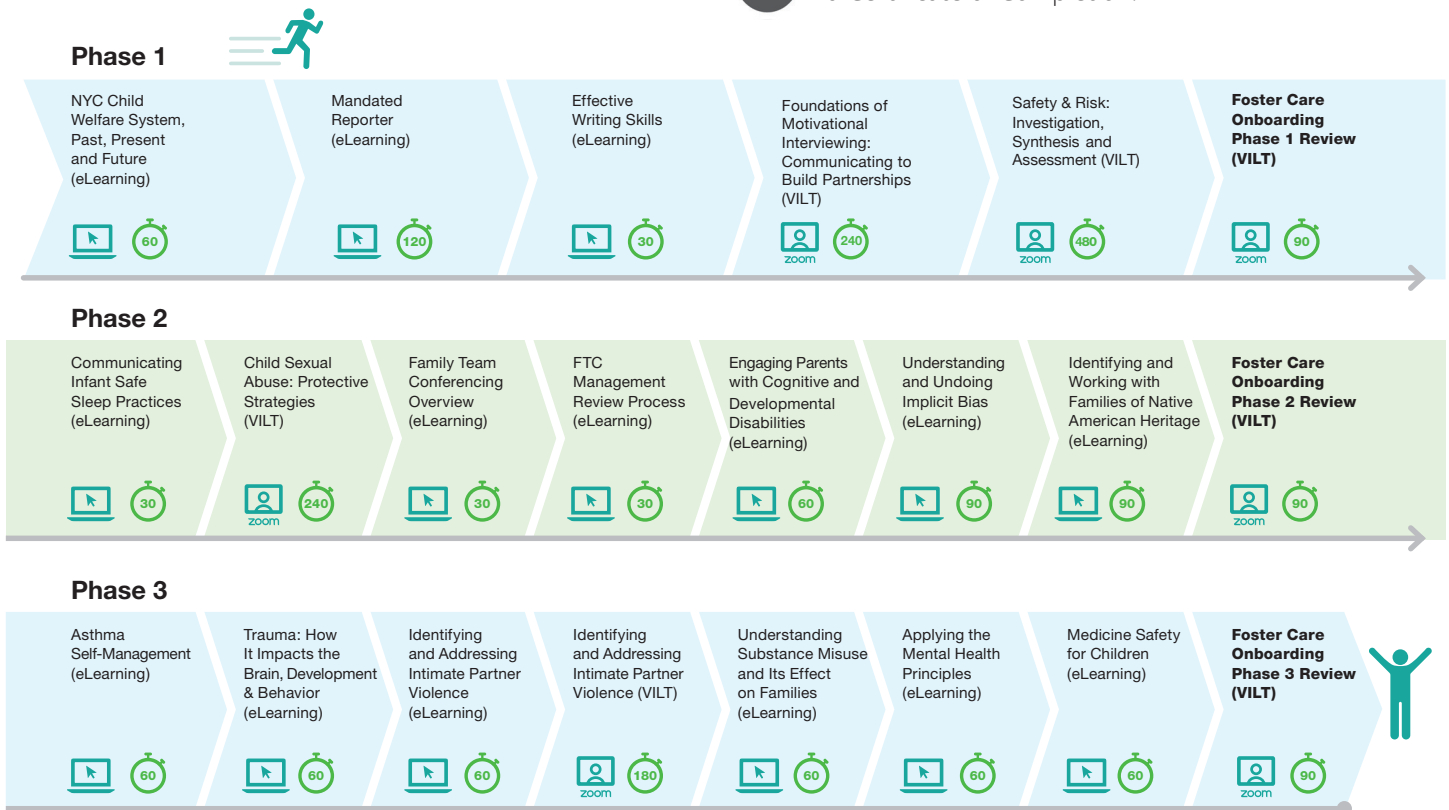 Phase 1
NYC Child
Welfare System,
Past, Present
and Future
(eLearning)
60
Mandated
Reporter
(eLearning)
120
Effective
Writing Skills
(eLearning)
30
Foundations of
Motivational
Interviewing:
Communicating to
Build Partnerships
(VILT)
zoom
240
Safety & Risk:
Investigation,
Synthesis and
Assessment (VILT)
zoom
480
Foster Care
Onboarding
Phase 1 Review
(VILT)
zoom
90
Phase 2
Communicating
Infant Safe
Sleep Practices
(eLearning)
30
Child Sexual
Abuse: Protective
Strategies
(VILT)
zoom
240
Family Team
Conferencing
Overview
(eLearning)
30
FTC
Management
Review Process
(eLearning)
30
Engaging Parents
with Cognitive and
Developmental
Disabilities
(eLearning)
60
Understanding
and Undoing
Implicit Bias
(eLearning)
90
Identifying and
Working with
Families of Native
American Heritage
(eLearning)
90
Foster Care
Onboarding
Phase 2 Review
(VILT)
zoom
90
Phase 3
Asthma
Self-Management
(eLearning)
60
Trauma: How
It Impacts the
Brain, Development
& Behavior
(eLearning)
60
Identifying
and Addressing
Intimate Partner
Violence
(eLearning)
60
Identifying
and Addressing
Intimate Partner
Violence (VILT)
zoom
180
Understanding
Substance Misuse
and Its Effect
on Families
(eLearning)
60
Applying the
Mental Health
Principles
(eLearning)
60
Medicine Safety
for Children
(eLearning)
60
Foster Care
Onboarding
Phase 3 Review
(VILT)
zoom
90